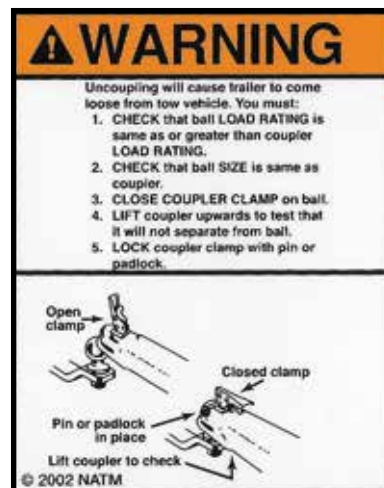 WARNING
Uncoupling will cause trailer to come
loose from tow vehicle. You must:
1. CHECK that ball LOAD RATING is
same as or greater than coupler
LOAD RATING.
2. CHECK that ball SIZE is same as
coupler.
3. CLOSE COUPLER CLAMP on ball.
4. LIFT coupler upwards to test that
it will not separate from ball.
5. LOCK coupler clamp with pin or
padlock.
Open
clamp
Closed clamp
Pin or padlock
in place
Lift coupler to check
© 2002 NATM